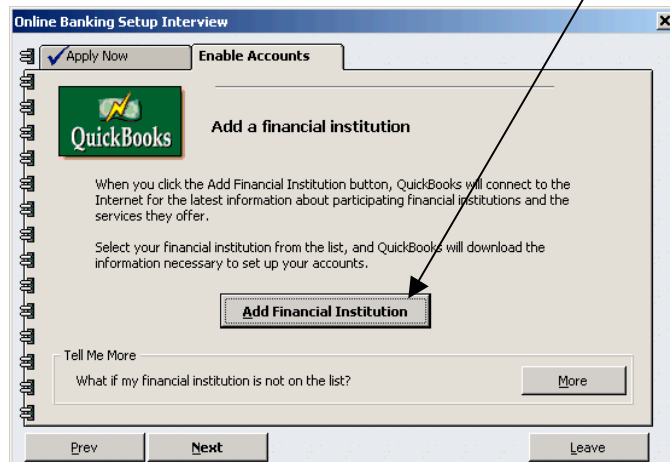 Online Banking Setup Interview
Apply Now
Enable Accounts
QuickBooks
Add a financial institution
When you click the Add Financial Institution button, QuickBooks will connect to the
Internet for the latest information about participating financial institutions and the
services they offer.
Select your financial institution from the list, and QuickBooks will download the
information necessary to set up your accounts.
Add Financial Institution
Tell Me More
What if my financial institution is not on the list?
More
Prev
Next
Leave